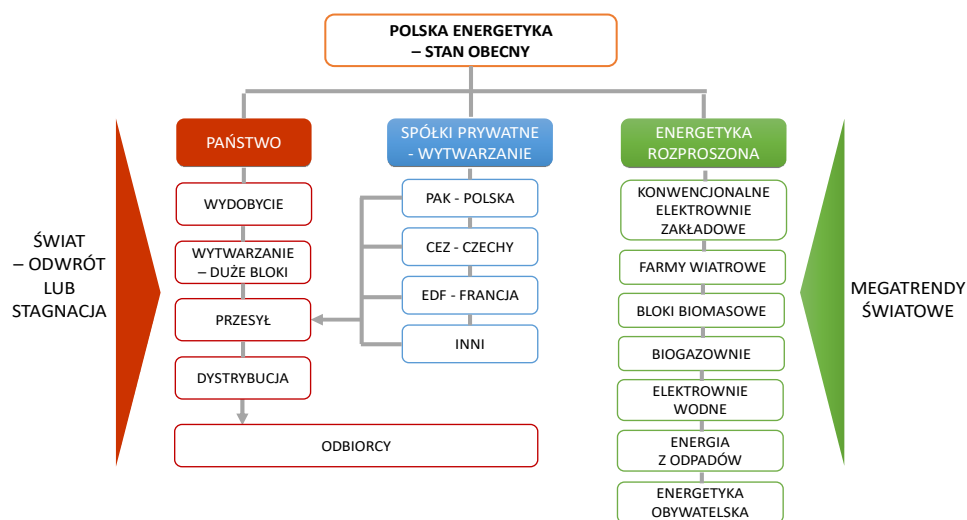 POLSKA ENERGETYKA
– STAN OBECNY
PAŃSTWO
SPÓŁKI PRYWATNE
- WYTWARZANIE
ENERGETYKA
ROZPROSZONA
ŚWIAT
– ODWRÓT
LUB
STAGNACJA
WYDOBYCIE
WYTWARZANIE
– DUŻE BLOKI
PRZESYŁ
DYSTRYBUCJA
ODBIORCY
PAK - POLSKA
CEZ - CZECHY
EDF - FRANCJA
INNI
KONWENCJONALNE
ELEKTROWNIE
ZAKŁADOWE
FARMY WIATROWE
BLOKI BIOMASOWE
BIOGAZOWNIE
ELEKTROWNIE
WODNE
ENERGIA
Z ODPADÓW
ENERGETYKA
OBYWATELSKA
MEGATRENDY
ŚWIATOWE